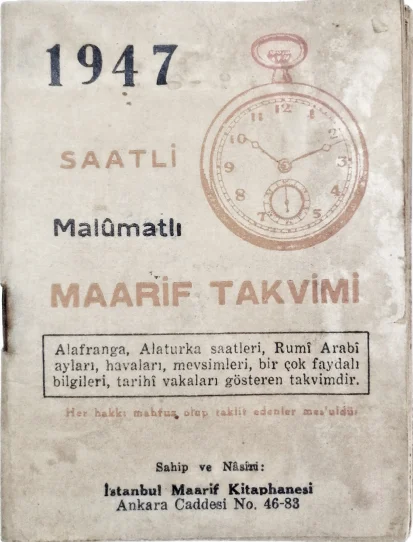 1947
SAATLİ
Malûmatlı
MAARİF TAKVİMİ
Alafranga, Alaturka saatleri, Rumî Arabî
ayları, havaları, mevsimleri, bir çok faydalı
bilgileri, tarihî vakaları gösteren takvimdir.
Her hakkı mahfuz olup taklit edenler mes'uldür
Sahip ve Nâşiri:
İstanbul Maarif Kitaphanesi
Ankara Caddesi No. 46-83